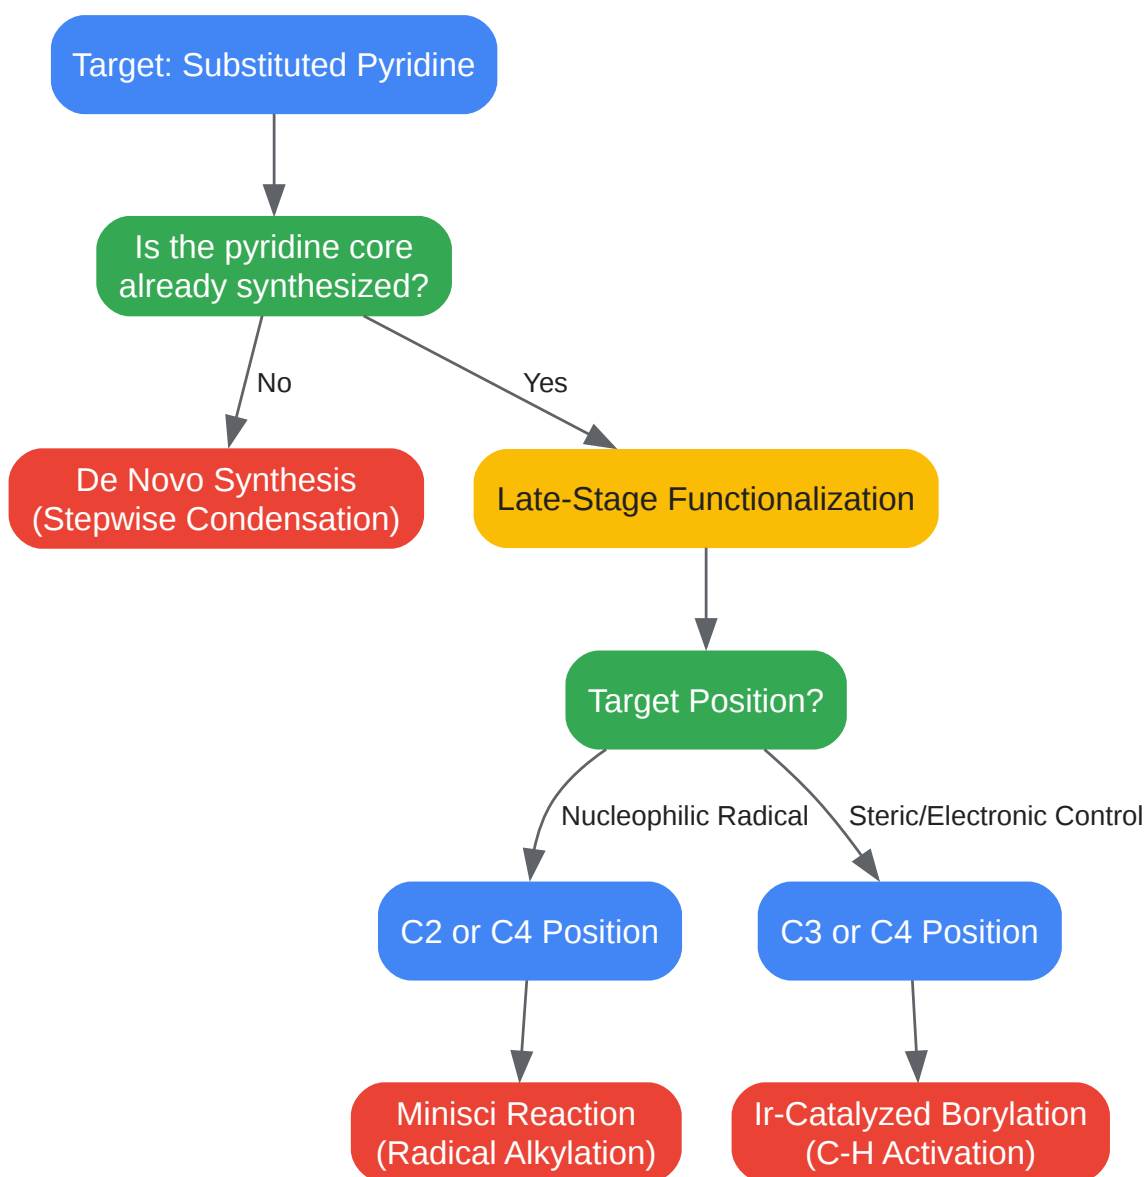 Target: Substituted Pyridine
Is the pyridine core
already synthesized?
No
Yes
De Novo Synthesis
(Stepwise Condensation)
Late-Stage Functionalization
Target Position?
Nucleophilic Radical
Steric/Electronic Control
C2 or C4 Position
C3 or C4 Position
Minisci Reaction
(Radical Alkylation)
Ir-Catalyzed Borylation
(C-H Activation)